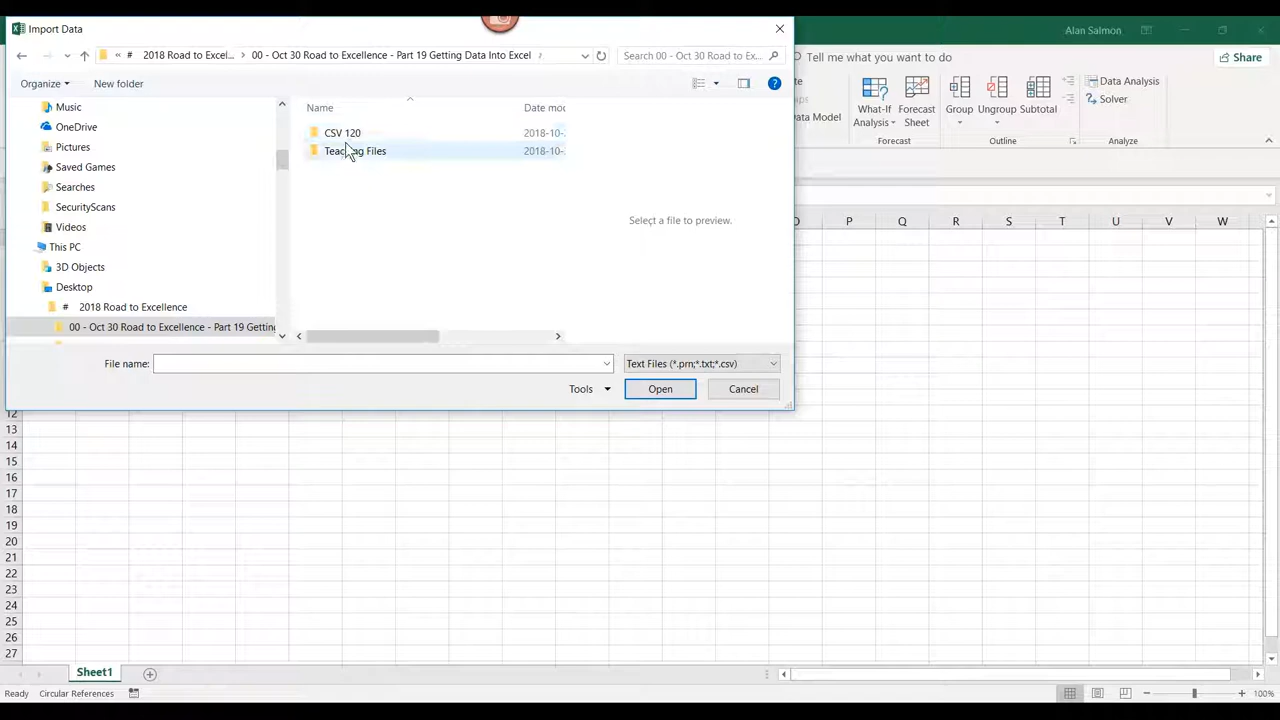 Import Data
Alan Salmon
« # 2018 Road to Excel... › 00 - Oct 30 Road to Excellence - Part 19 Getting Data Into Excel ›
Search 00 - Oct 30 Road to Ex...
Tell me what you want to do
Share
Organize
New folder
Music
OneDrive
Pictures
Saved Games
Searches
SecurityScans
Videos
This PC
3D Objects
Desktop
# 2018 Road to Excellence
00 - Oct 30 Road to Excellence - Part 19 Getting
Name
Date mod
CSV 120
2018-10-
Teaching Files
2018-10-
Select a file to preview.
File name:
Text Files (*.prn;*.txt;*.csv)
Tools
Open
Cancel
What-If
Analysis
Forecast
Sheet
Group
Ungroup
Subtotal
Data Analysis
Solver
Data Model
Forecast
Outline
Analyze
P Q R S T U V W
12
13
14
15
16
17
18
19
20
21
22
23
24
25
26
27
Sheet1
Ready
Circular References
100%